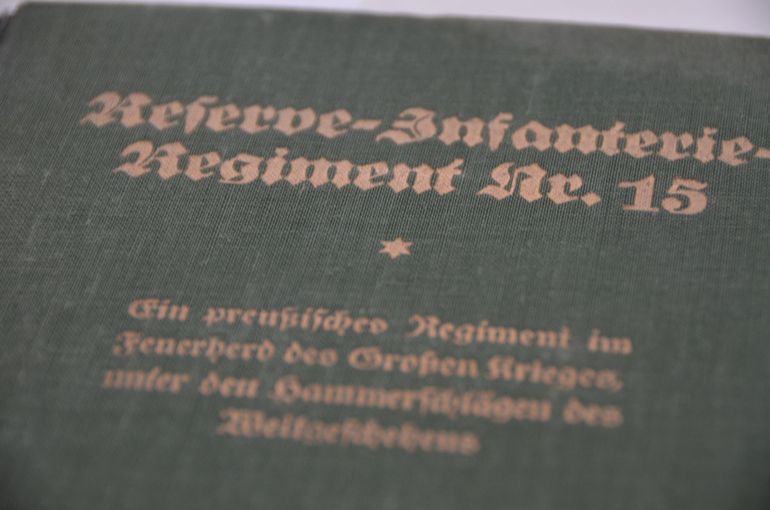 Reserve-Infanterie-
Regiment Nr. 15
Ein preußisches Regiment im
Feuerherd des Großen Krieges,
unter den Hammerschlägen des
Weltgeschehens